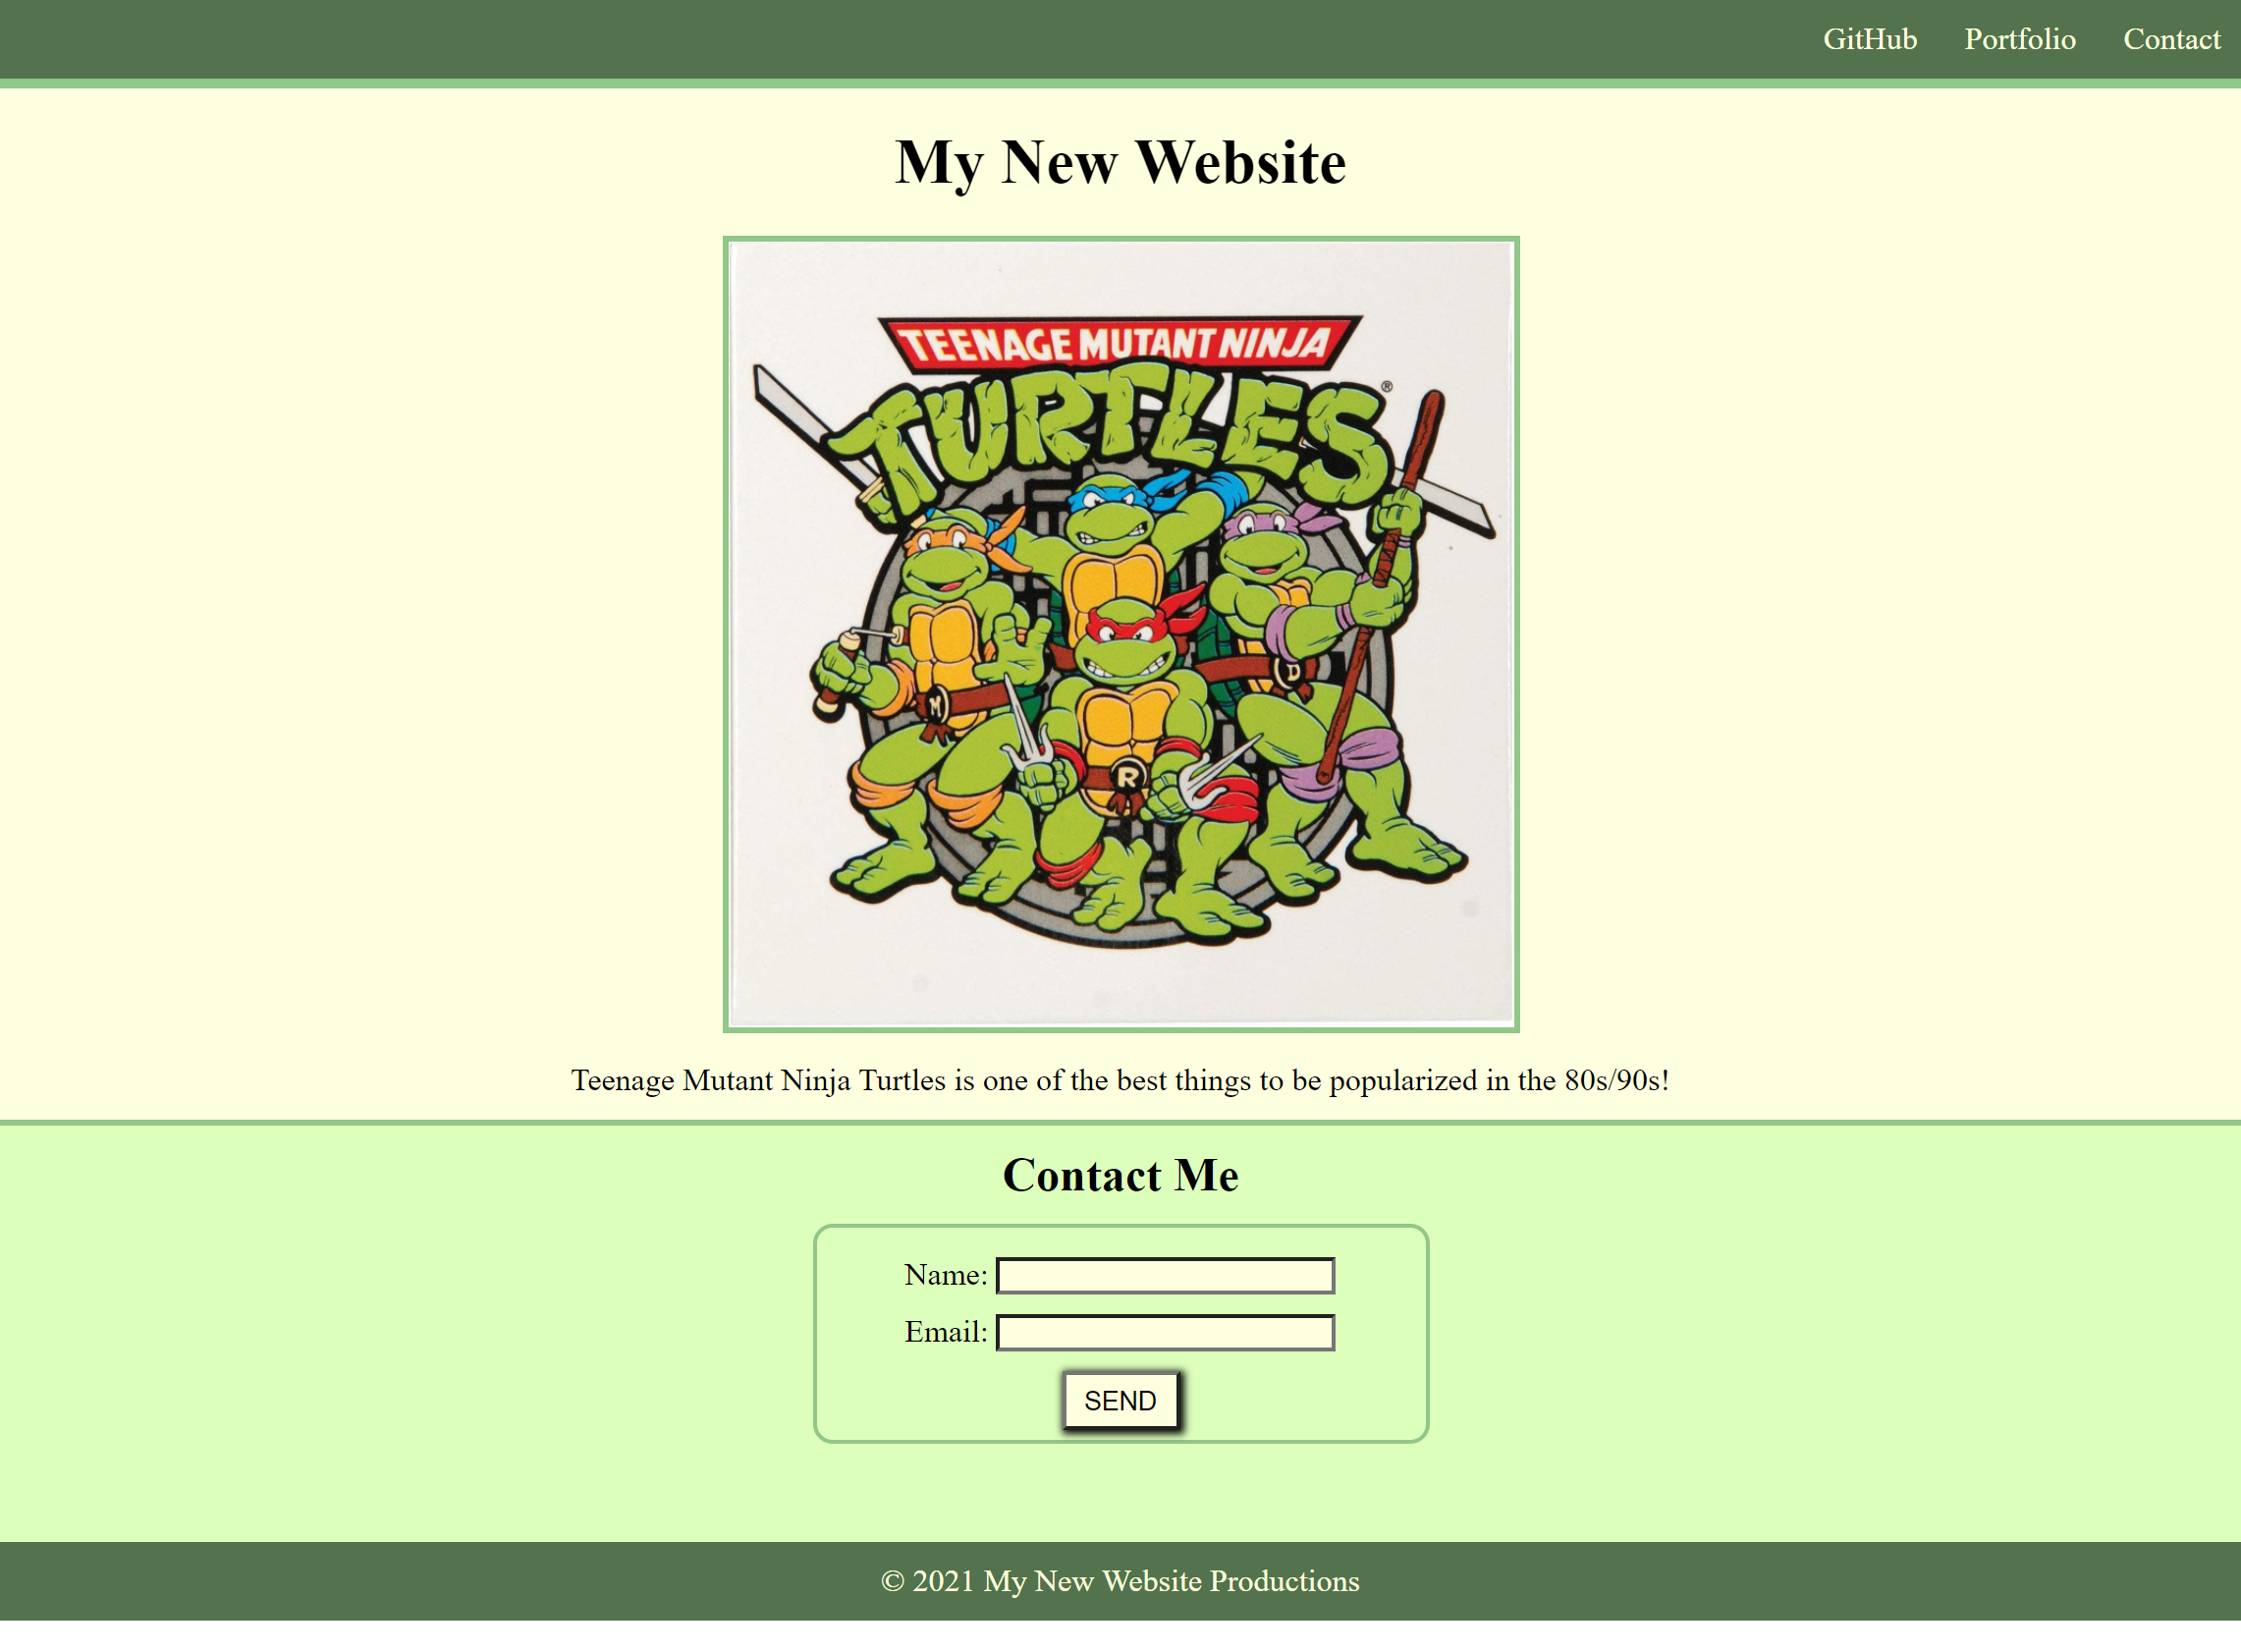 GitHub Portfolio Contact
My New Website
TEENAGE MUTANT NINJA
TURTLES®
M
D
R
Teenage Mutant Ninja Turtles is one of the best things to be popularized in the 80s/90s!
Contact Me
Name:
Email:
SEND
© 2021 My New Website Productions